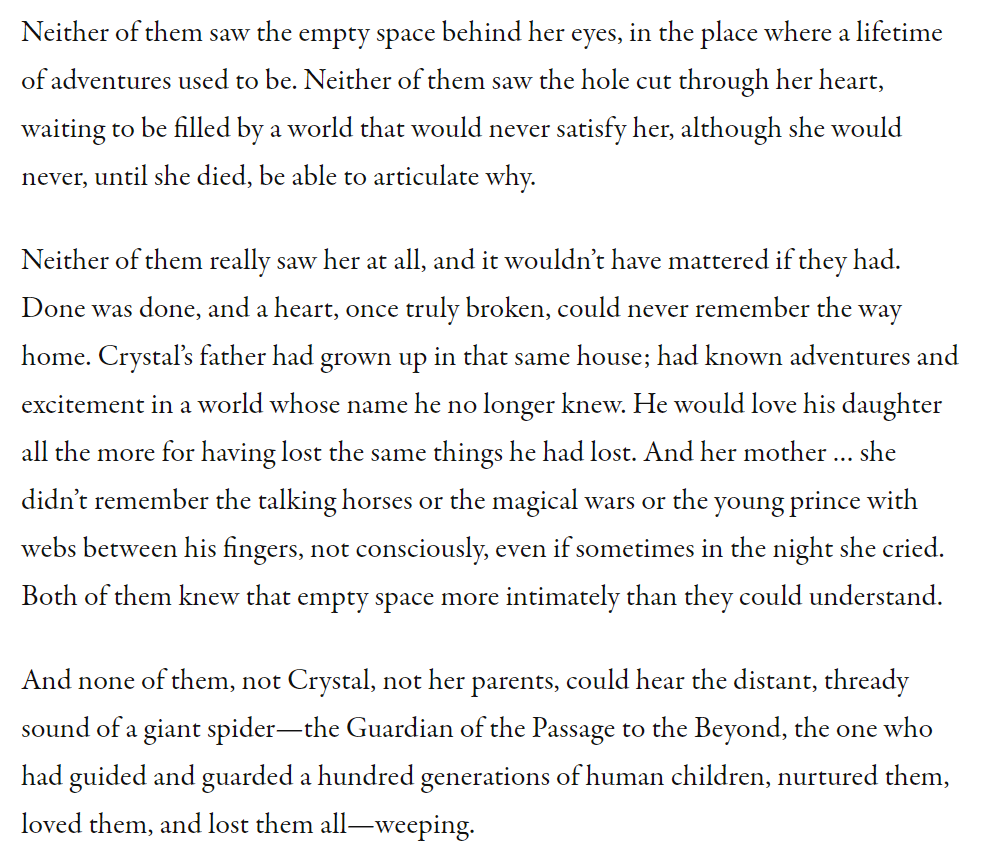 Neither of them saw the empty space behind her eyes, in the place where a lifetime
of adventures used to be. Neither of them saw the hole cut through her heart,
waiting to be filled by a world that would never satisfy her, although she would
never, until she died, be able to articulate why.
Neither of them really saw her at all, and it wouldn’t have mattered if they had.
Done was done, and a heart, once truly broken, could never remember the way
home. Crystal’s father had grown up in that same house; had known adventures and
excitement in a world whose name he no longer knew. He would love his daughter
all the more for having lost the same things he had lost. And her mother … she
didn’t remember the talking horses or the magical wars or the young prince with
webs between his fingers, not consciously, even if sometimes in the night she cried.
Both of them knew that empty space more intimately than they could understand.
And none of them, not Crystal, not her parents, could hear the distant, thready
sound of a giant spider—the Guardian of the Passage to the Beyond, the one who
had guided and guarded a hundred generations of human children, nurtured them,
loved them, and lost them all—weeping.